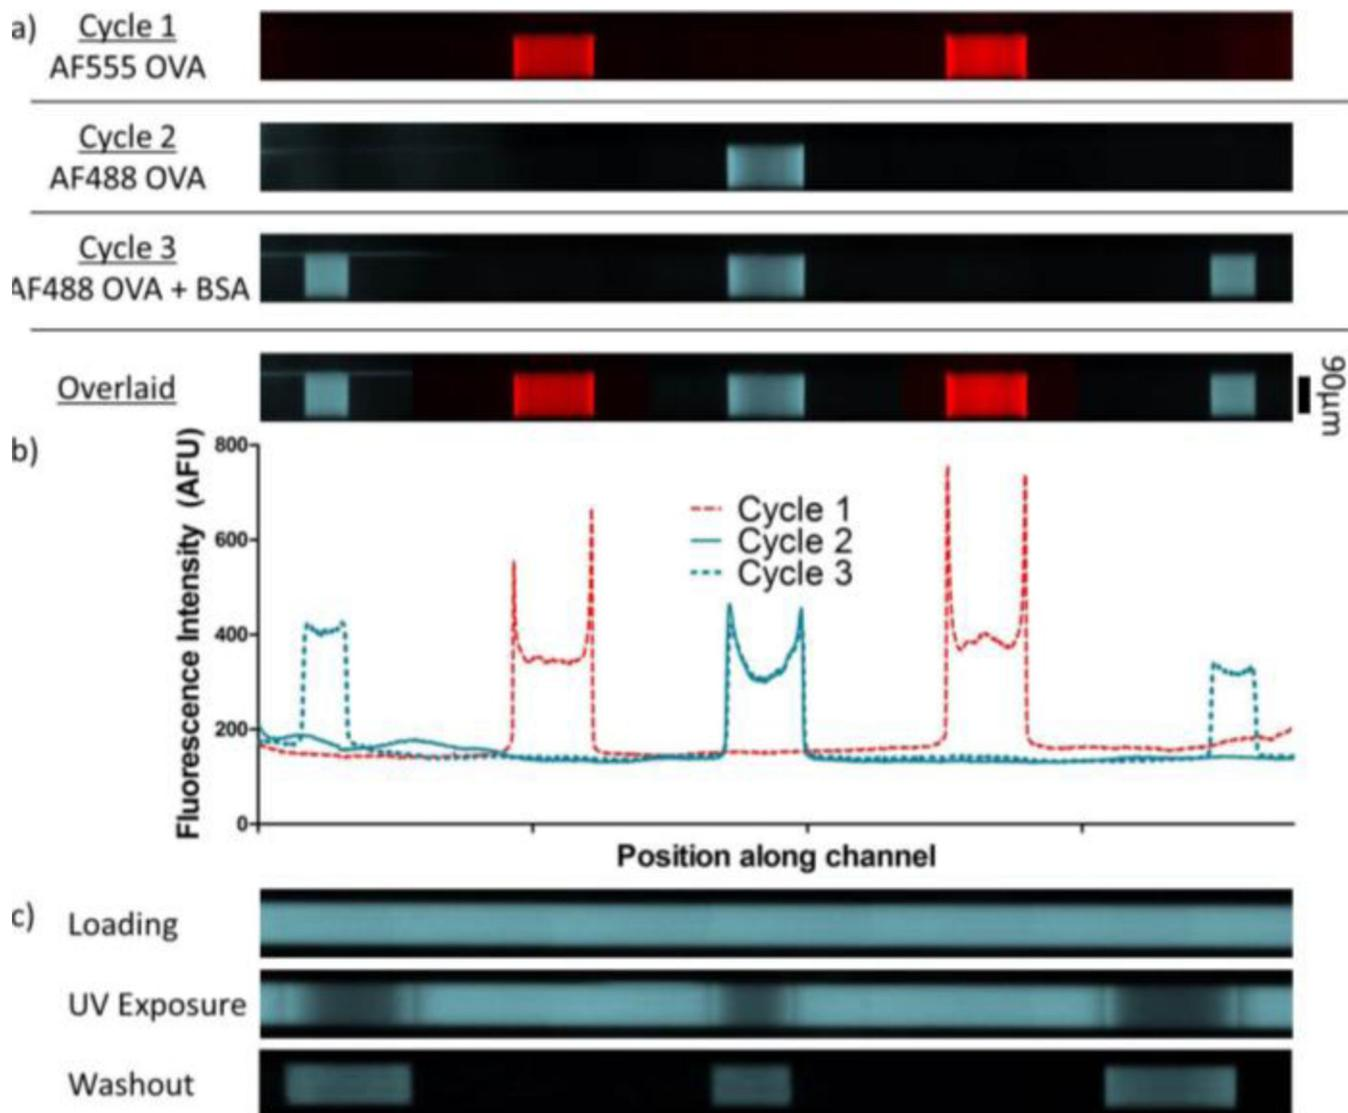 a)
Cycle 1
AF555 OVA
Cycle 2
AF488 OVA
Cycle 3
AF488 OVA + BSA
Overlaid
90µm
b)
Fluorescence Intensity (AFU)
800
600
400
200
0
Cycle 1
Cycle 2
Cycle 3
Position along channel
c)
Loading
UV Exposure
Washout